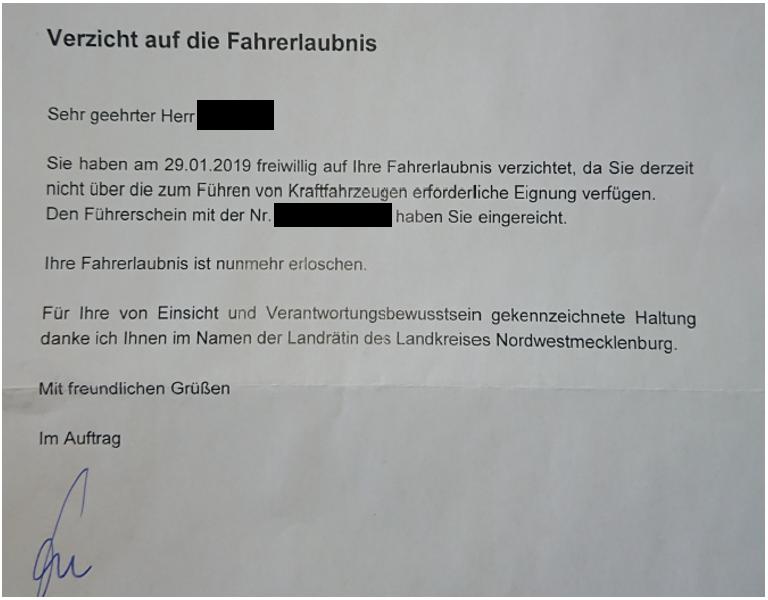 Verzicht auf die Fahrerlaubnis
Sehr geehrter Herr
Sie haben am 29.01.2019 freiwillig auf Ihre Fahrerlaubnis verzichtet, da Sie derzeit
nicht über die zum Führen von Kraftfahrzeugen erforderliche Eignung verfügen.
Den Führerschein mit der Nr. haben Sie eingereicht.
Ihre Fahrerlaubnis ist nunmehr erloschen.
Für Ihre von Einsicht und Verantwortungsbewusstsein gekennzeichnete Haltung
danke ich Ihnen im Namen der Landrätin des Landkreises Nordwestmecklenburg.
Mit freundlichen Grüßen
Im Auftrag